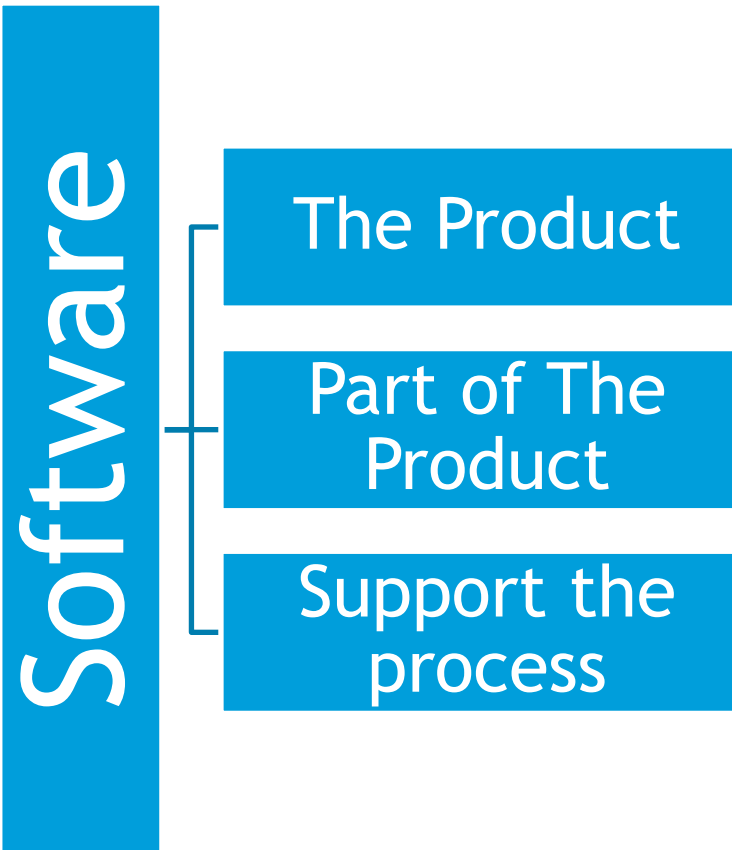 Software
The Product
Part of The
Product
Support the
process